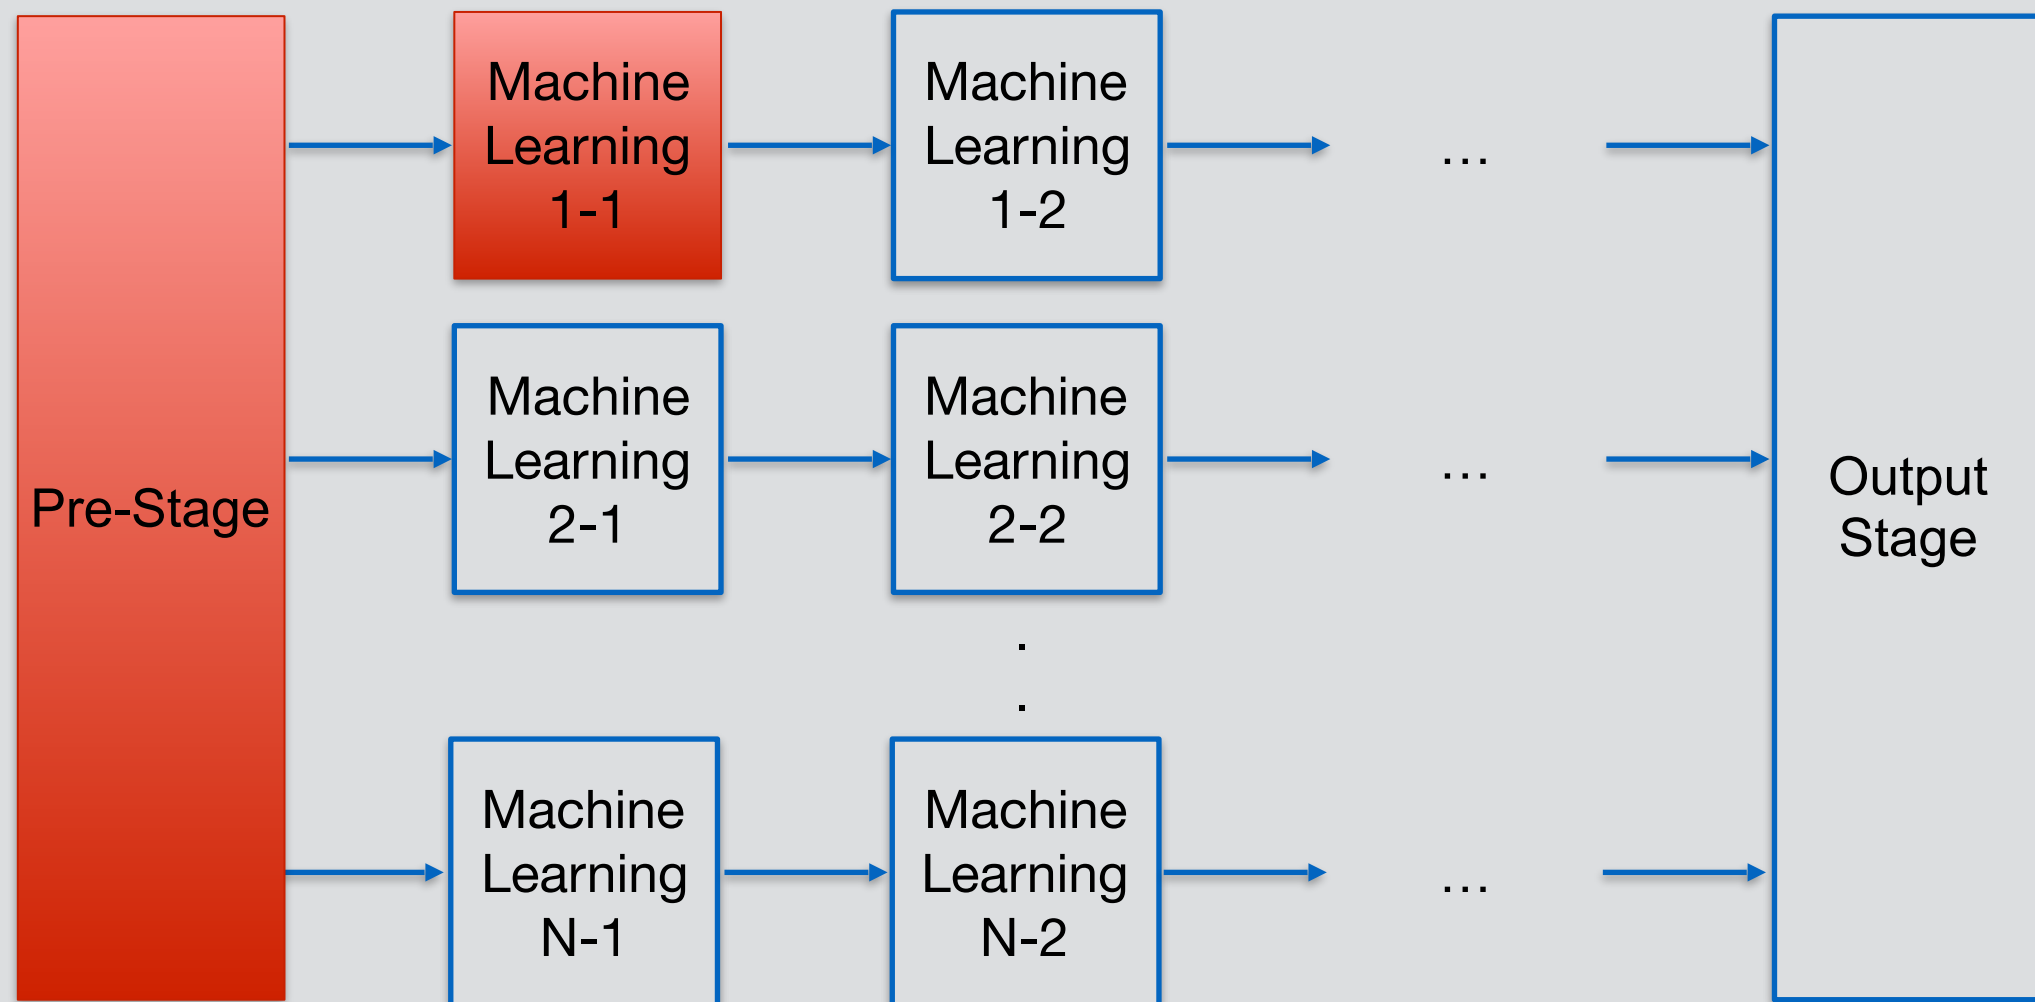 Pre-Stage
Machine
Learning
1-1
Machine
Learning
1-2
...
Machine
Learning
2-1
Machine
Learning
2-2
...
.
.
Machine
Learning
N-1
Machine
Learning
N-2
...
Output
Stage